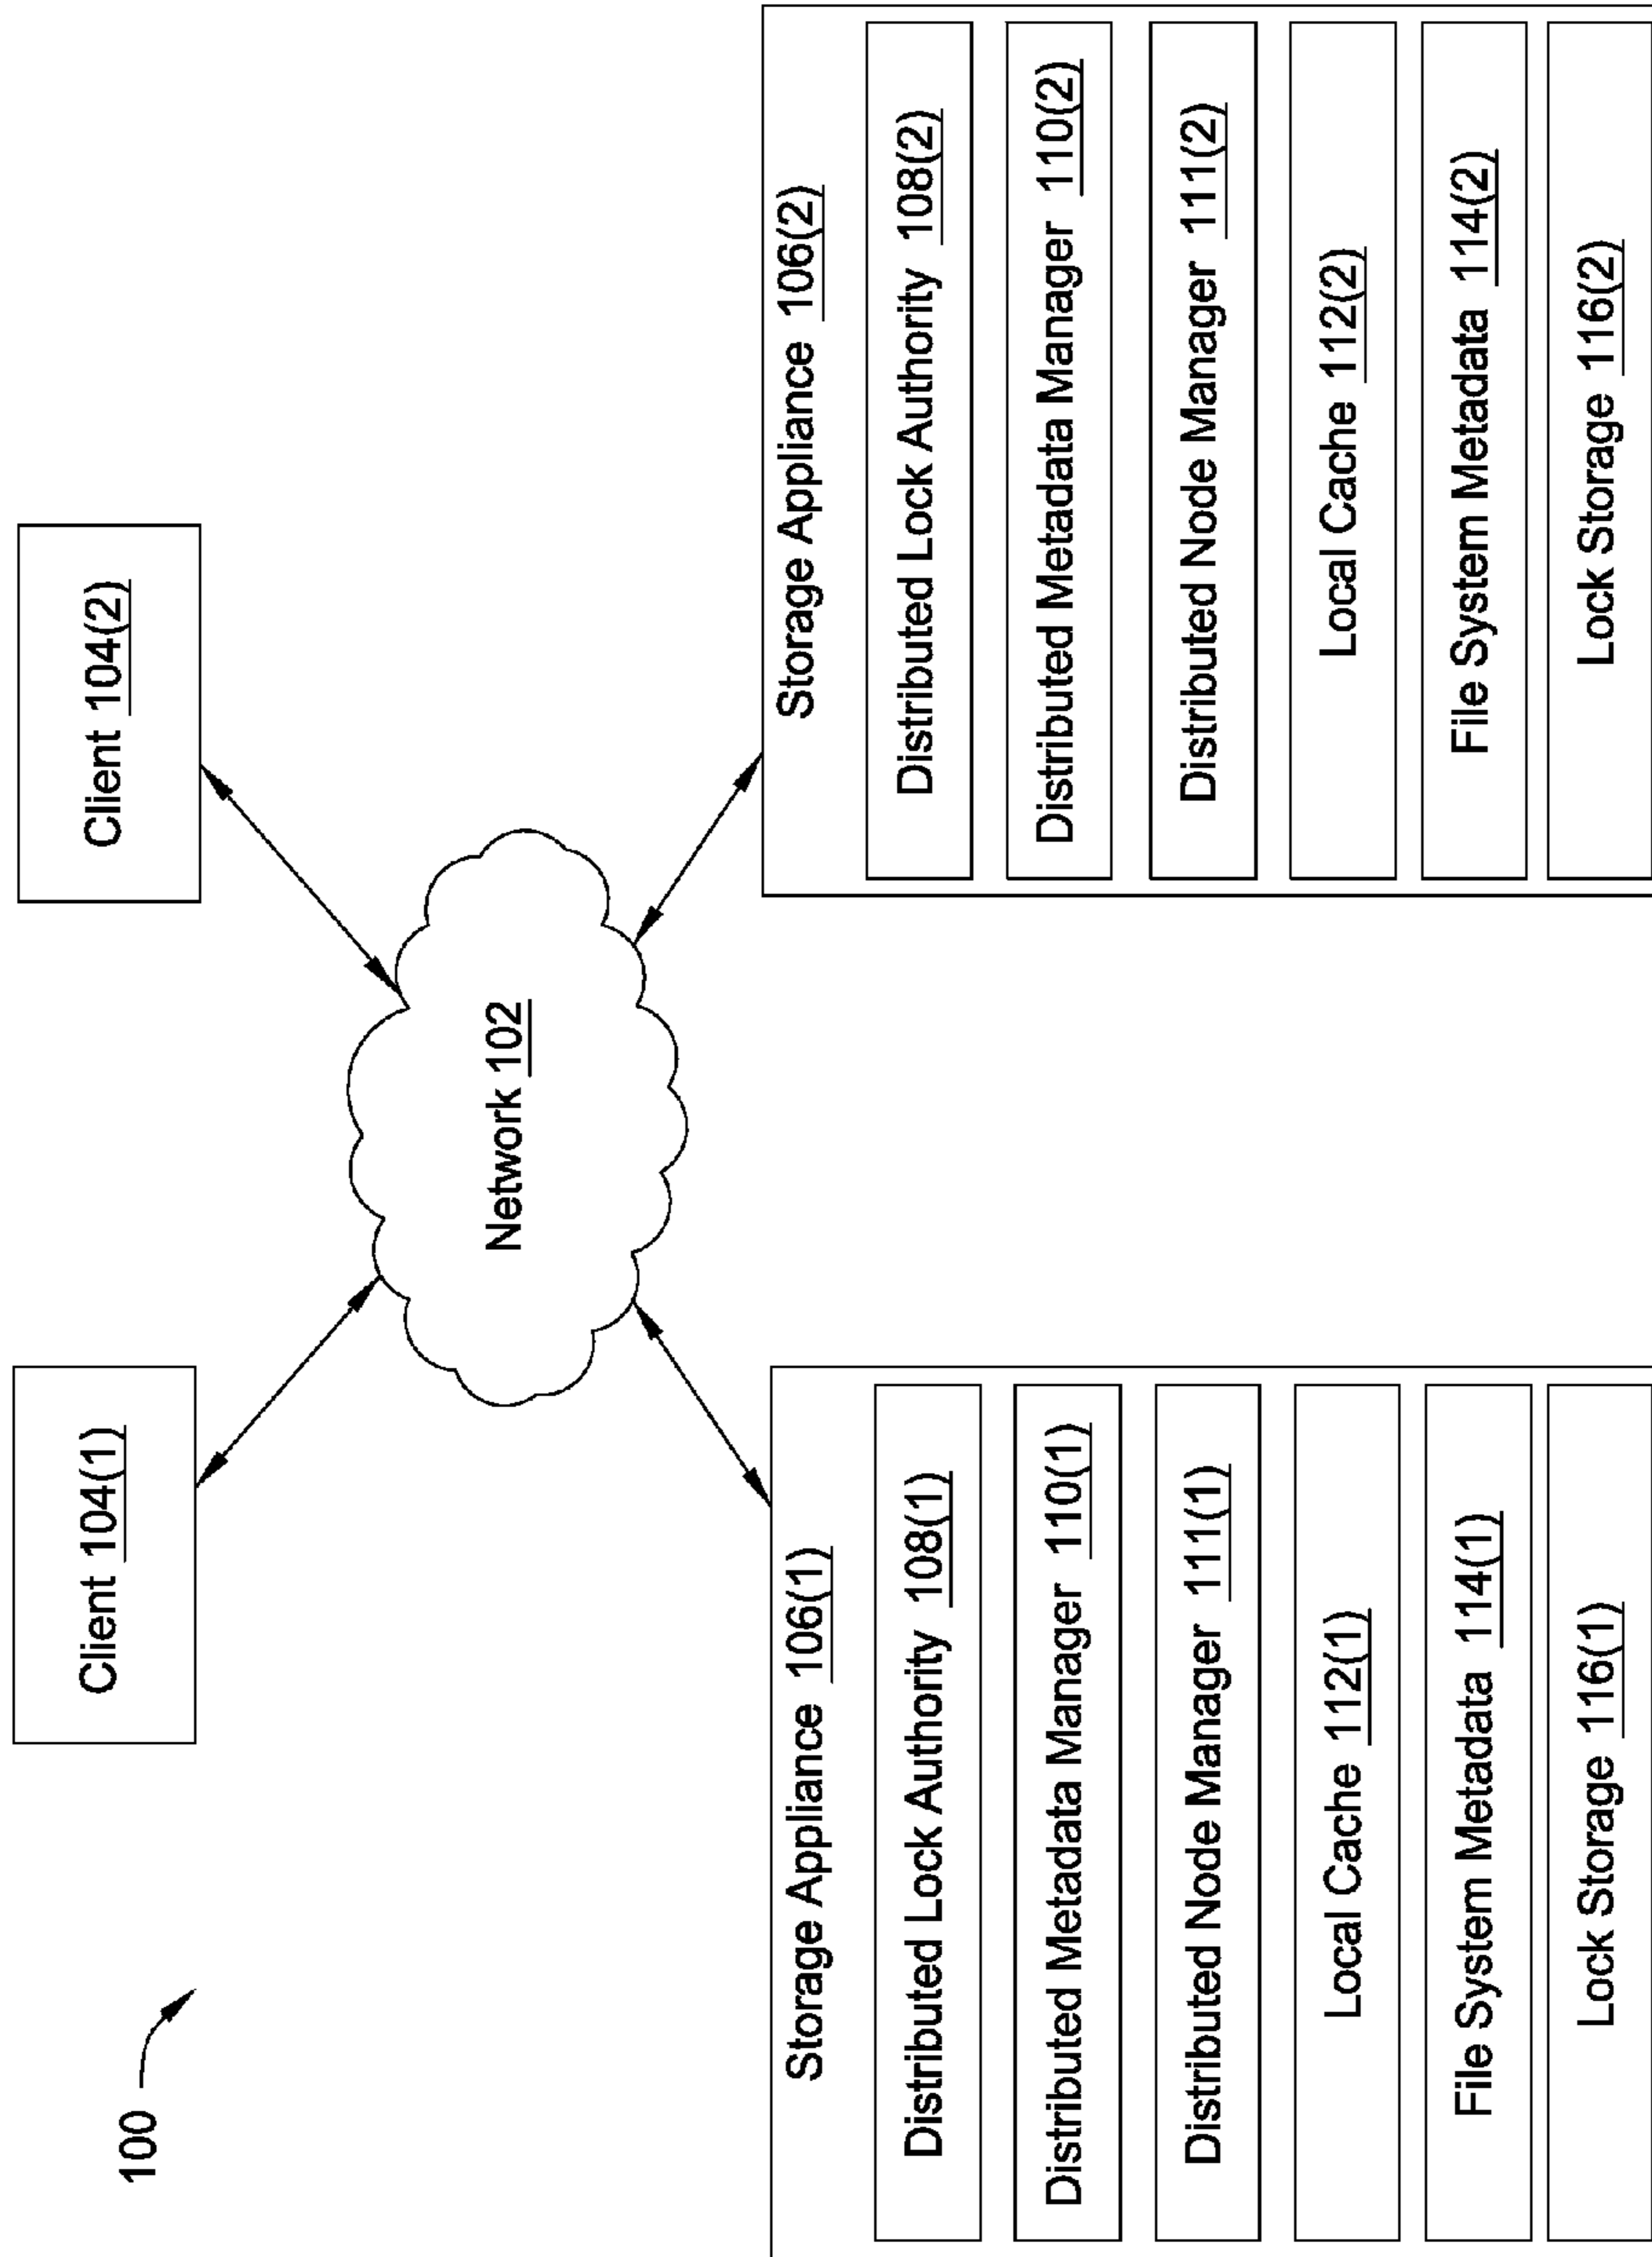 100
Client 104(1)
Client 104(2)
Network 102
Storage Appliance 106(1)
Distributed Lock Authority 108(1)
Distributed Metadata Manager 110(1)
Distributed Node Manager 111(1)
Local Cache 112(1)
File System Metadata 114(1)
Lock Storage 116(1)
Storage Appliance 106(2)
Distributed Lock Authority 108(2)
Distributed Metadata Manager 110(2)
Distributed Node Manager 111(2)
Local Cache 112(2)
File System Metadata 114(2)
Lock Storage 116(2)